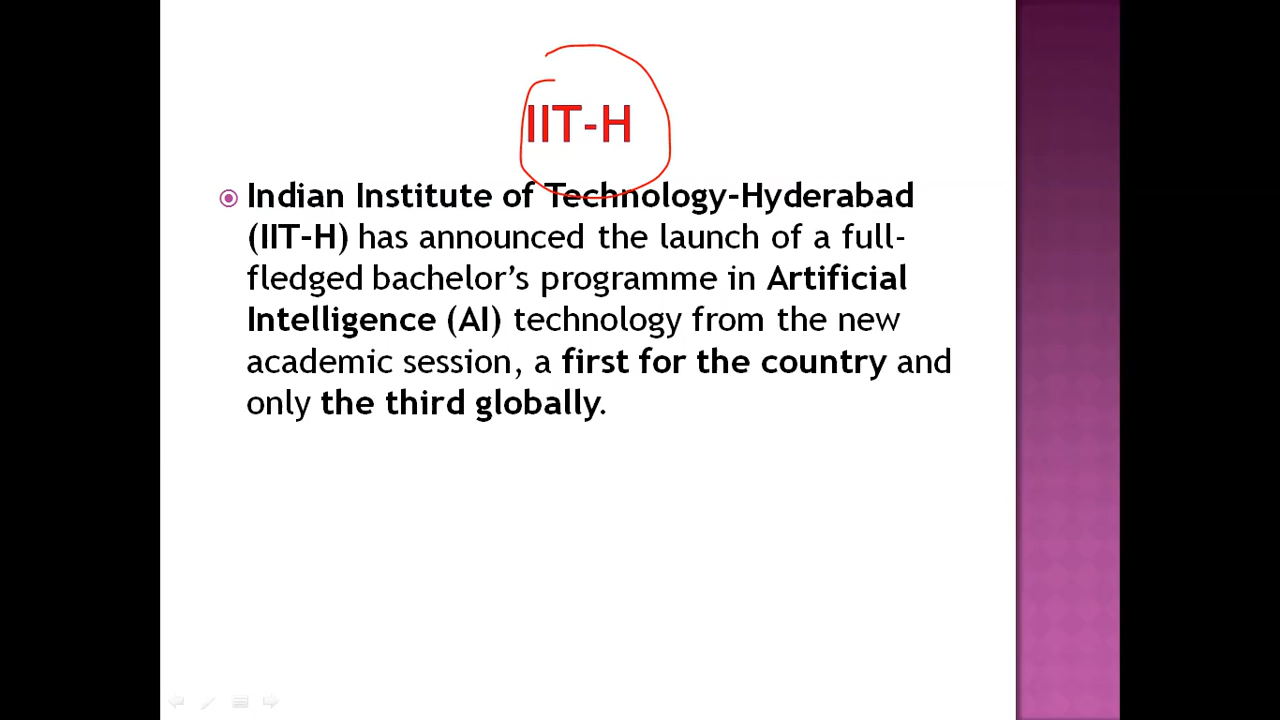 IIT-H
Indian Institute of Technology-Hyderabad
(IIT-H) has announced the launch of a full-
fledged bachelor's programme in Artificial
Intelligence (AI) technology from the new
academic session, a first for the country and
only the third globally.